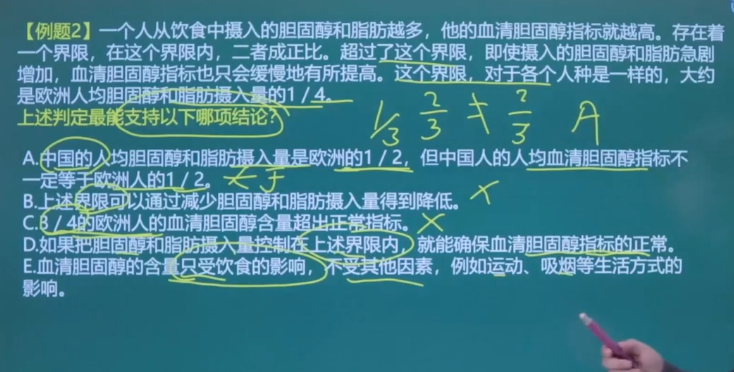 【例题2】一个人从饮食中摄入的胆固醇和脂肪越多，他的血清胆固醇指标就越高。存在着
一个界限，在这个界限内，二者成正比。超过了这个界限，即使摄入的胆固醇和脂肪急剧
增加，血清胆固醇指标也只会缓慢地有所提高。这个界限，对于各个人种是一样的，大约
是欧洲人均胆固醇和脂肪摄入量的1／4。
上述判定最能支持以下哪项结论？
1/3 2/3 ≠ 2/3 A
A.中国的人均胆固醇和脂肪摄入量是欧洲的1／2，但中国人的人均血清胆固醇指标不
一定等于欧洲人的1／2。
B.上述界限可以通过减少胆固醇和脂肪摄入量得到降低。 ×
C.3／4的欧洲人的血清胆固醇含量超出正常指标。 ×
D.如果把胆固醇和脂肪摄入量控制在上述界限内，就能确保血清胆固醇指标的正常。
E.血清胆固醇的含量只受饮食的影响，不受其他因素，例如运动、吸烟等生活方式的
影响。